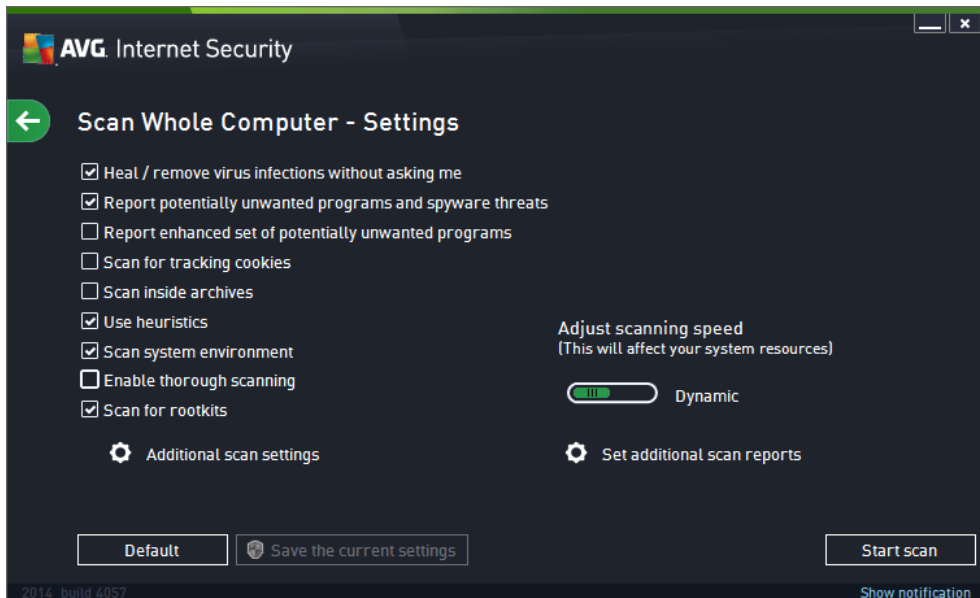 AVG. Internet Security
Scan Whole Computer - Settings
Heal / remove virus infections without asking me
Report potentially unwanted programs and spyware threats
Report enhanced set of potentially unwanted programs
Scan for tracking cookies
Scan inside archives
Use heuristics
Scan system environment
Enable thorough scanning
Scan for rootkits
Adjust scanning speed
(This will affect your system resources)
Dynamic
Additional scan settings
Set additional scan reports
Default
Save the current settings
Start scan
2014 build 4057
Show notification